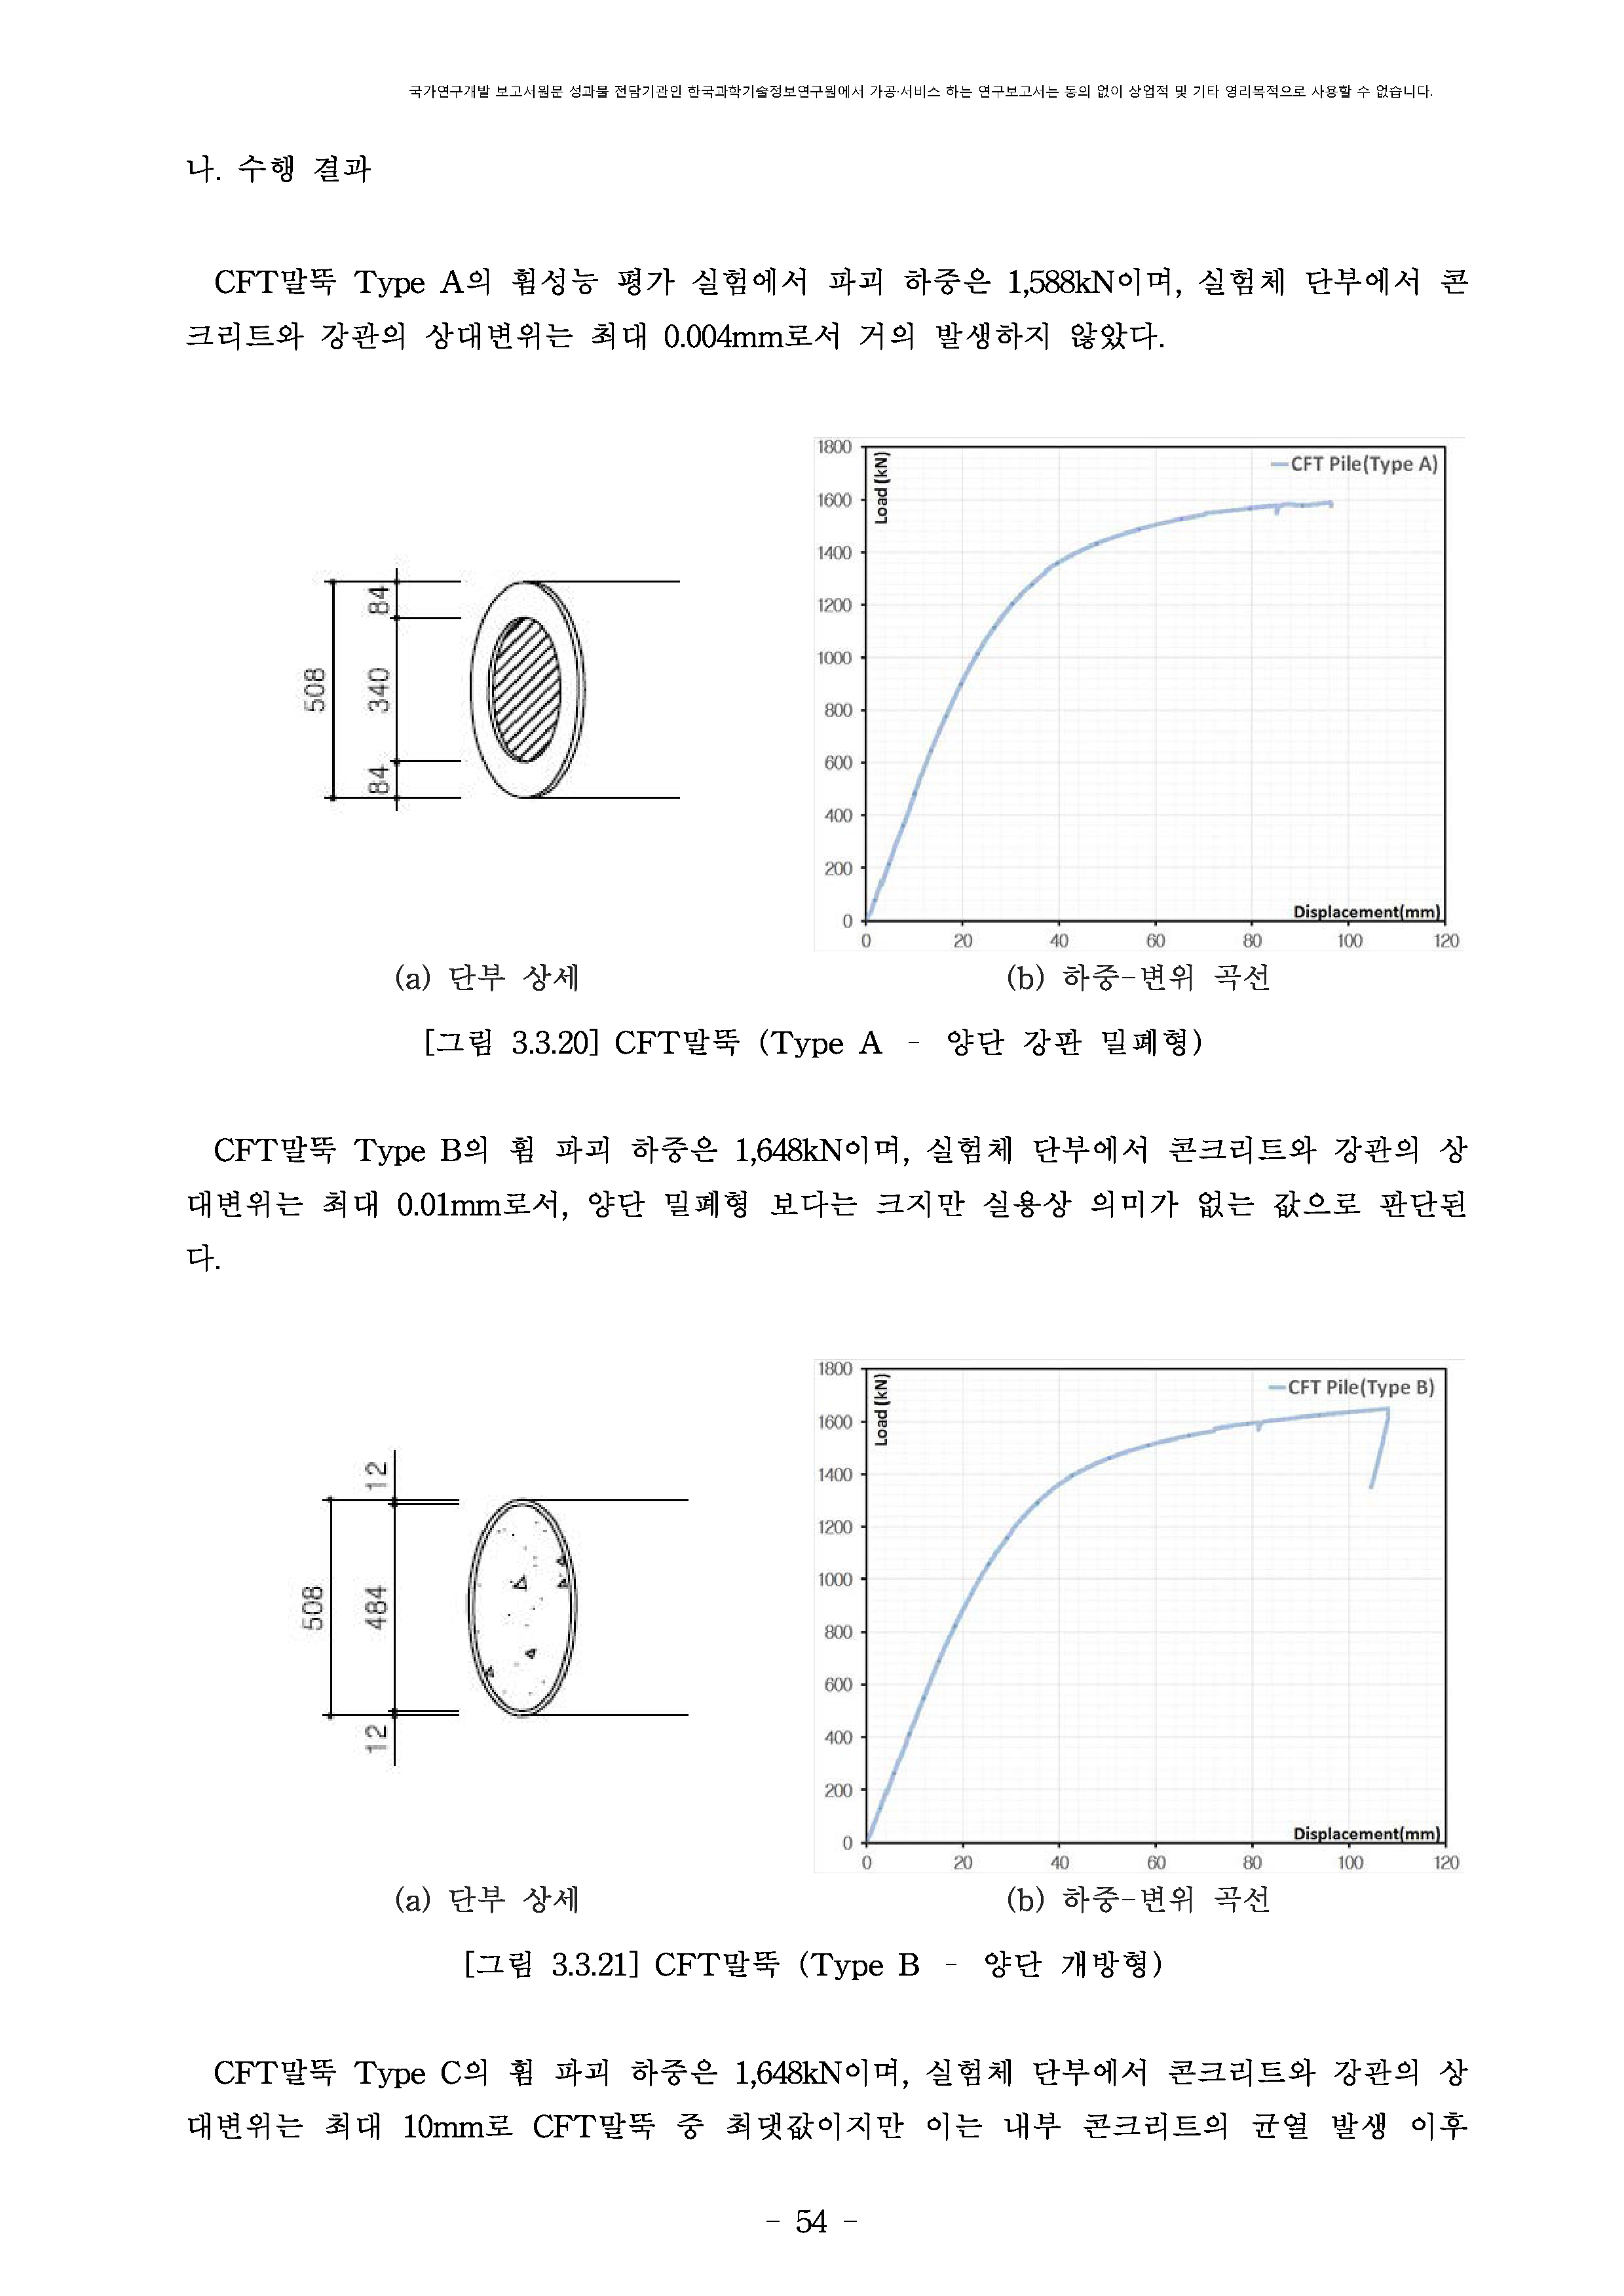 국가연구개발 보고서원문 성과물 전담기관인 한국과학기술정보연구원에서 가공·서비스 하는 연구보고서는 동의 없이 상업적 및 기타 영리목적으로 사용할 수 없습니다.
나. 수행 결과
CFT말뚝 Type A의 휨성능 평가 실험에서 파괴 하중은 1,588kN이며, 실험체 단부에서 콘
크리트와 강관의 상대변위는 최대 0.004mm로서 거의 발생하지 않았다.
508
84
340
84
1800
1600
1400
1200
1000
800
600
400
200
0
Load (kN)
CFT Pile(Type A)
Displacement(mm)
0 20 40 60 80 100 120
(a) 단부 상세
(b) 하중-변위 곡선
[그림 3.3.20] CFT말뚝 (Type A - 양단 강판 밀폐형)
CFT말뚝 Type B의 휨 파괴 하중은 1,648kN이며, 실험체 단부에서 콘크리트와 강관의 상
대변위는 최대 0.01mm로서, 양단 밀폐형 보다는 크지만 실용상 의미가 없는 값으로 판단된
다.
508
12
484
12
1800
1600
1400
1200
1000
800
600
400
200
0
Load (kN)
CFT Pile(Type B)
Displacement(mm)
0 20 40 60 80 100 120
(a) 단부 상세
(b) 하중-변위 곡선
[그림 3.3.21] CFT말뚝 (Type B - 양단 개방형)
CFT말뚝 Type C의 휨 파괴 하중은 1,648kN이며, 실험체 단부에서 콘크리트와 강관의 상
대변위는 최대 10mm로 CFT말뚝 중 최댓값이지만 이는 내부 콘크리트의 균열 발생 이후
- 54 -